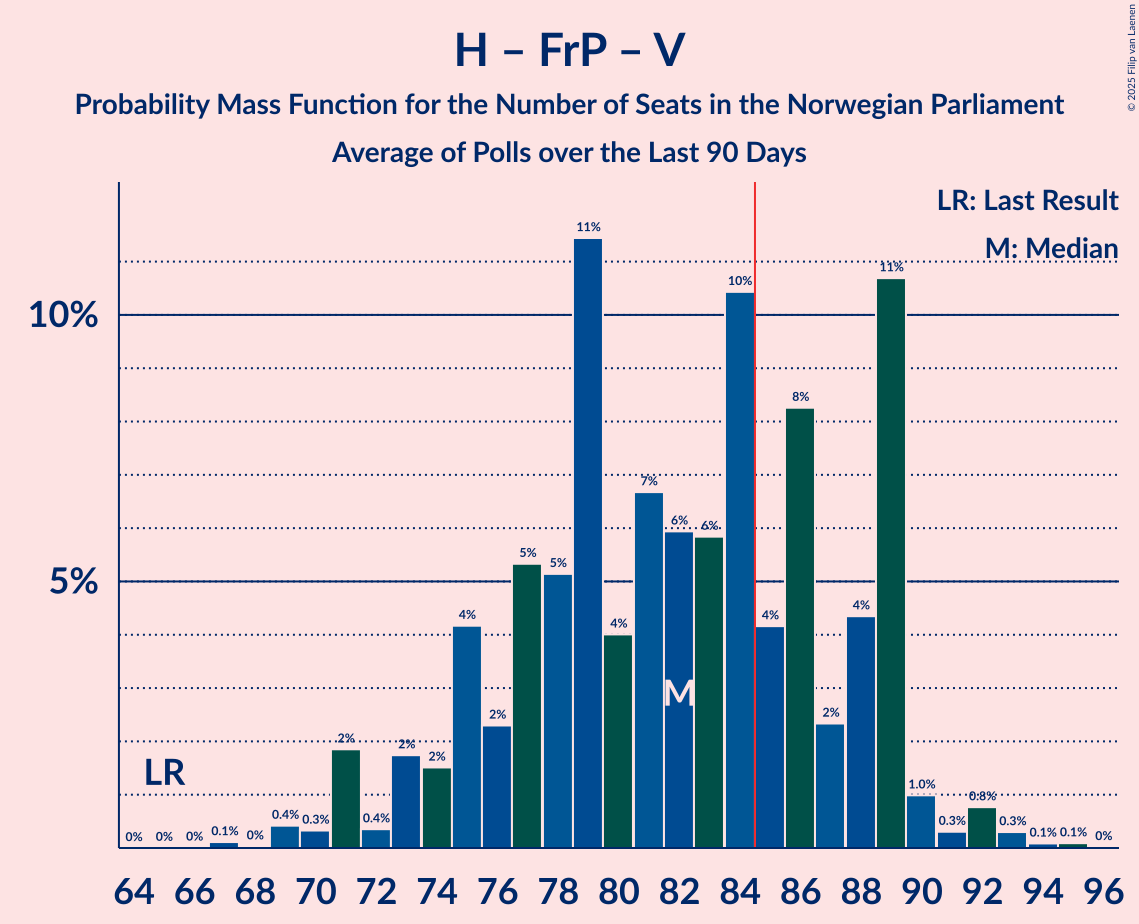 H – FrP – V
Probability Mass Function for the Number of Seats in the Norwegian Parliament
Average of Polls over the Last 90 Days
© 2025 Filip van Laenen
LR: Last Result
M: Median
10%
5%
0% 0% 0% 0.1% 0% 0.4% 0.3% 2% 0.4% 2% 2% 4% 2% 5% 5% 11% 4% 7% 6% 6% 10% 4% 8% 2% 4% 11% 1.0% 0.3% 0.8% 0.3% 0.1% 0.1% 0%
LR
M
64 66 68 70 72 74 76 78 80 82 84 86 88 90 92 94 96